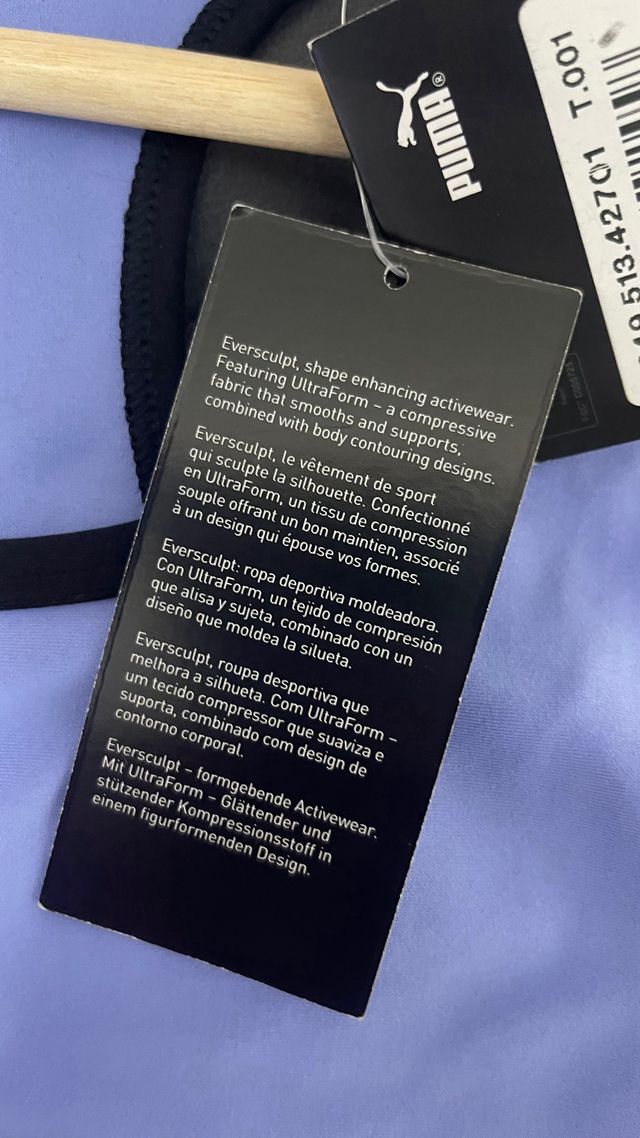 PUMA®
T.001
513.42701
Eversculpt, shape enhancing activewear.
Featuring UltraForm – a compressive
fabric that smooths and supports,
combined with body contouring designs.
Eversculpt, le vêtement de sport
qui sculpte la silhouette. Confectionné
en UltraForm, un tissu de compression
souple offrant un bon maintien, associé
à un design qui épouse vos formes.
Eversculpt: ropa deportiva moldeadora.
Con UltraForm, un tejido de compresión
que alisa y sujeta, combinado con un
diseño que moldea la silueta.
Eversculpt, roupa desportiva que
melhora a silhueta. Com UltraForm –
um tecido compressor que suaviza e
suporta, combinado com design de
contorno corporal.
Eversculpt – formgebende Activewear.
Mit UltraForm – Glättender und
stützender Kompressionsstoff in
einem figurformenden Design.